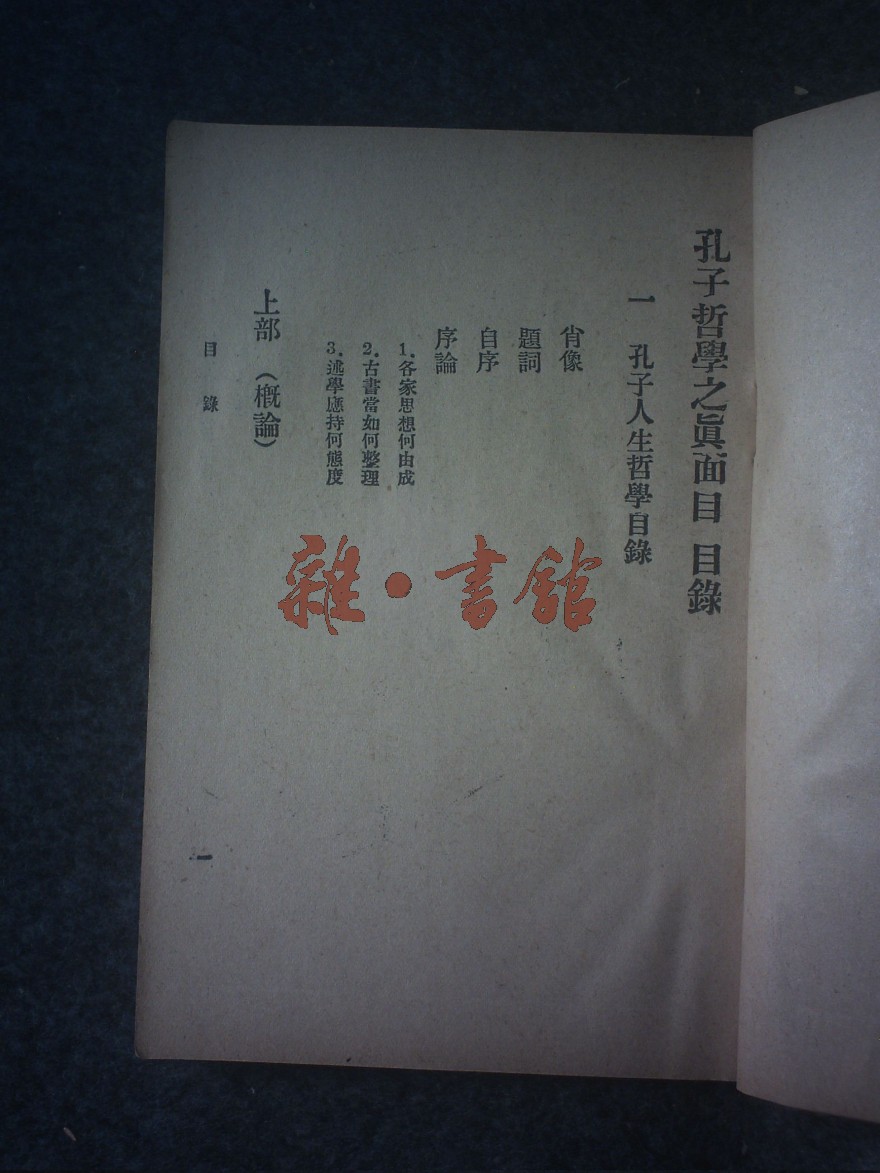 孔子哲學之眞面目 目錄
一 孔子人生哲學目錄
肖像
題詞
自序
序論
1.各家思想何由成
2.古書當如何整理
3.述學應持何態度
上部（概論）
目錄
一
雜·書館